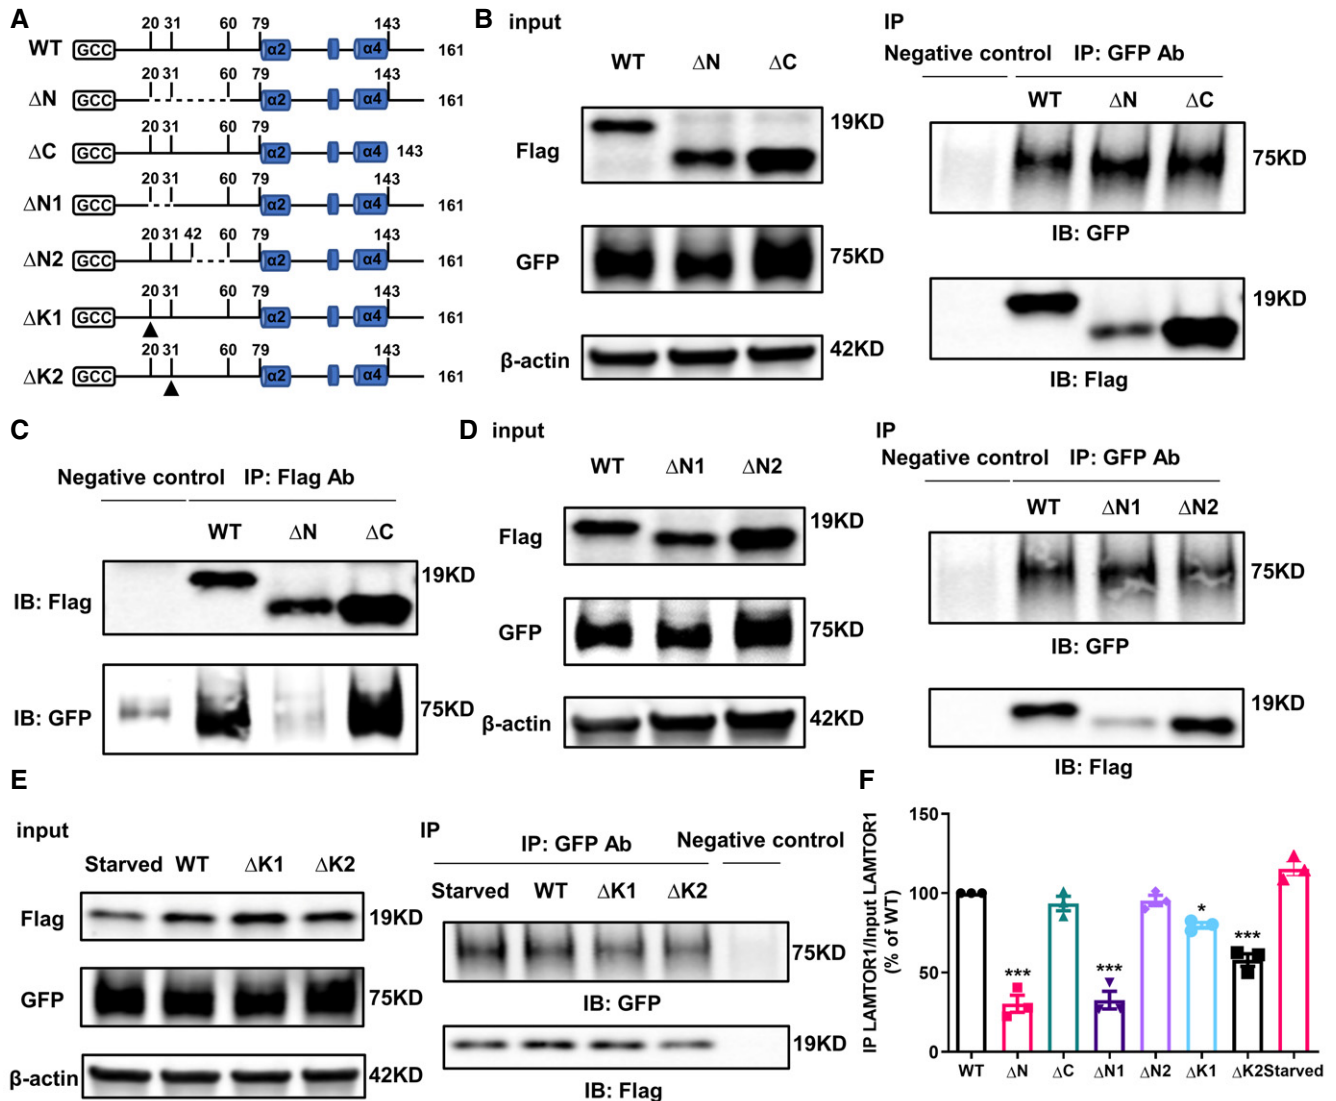 A
20 31 60 79 143
WT GCC α2 α4 161
20 31 60 79 143
ΔN GCC α2 α4 161
20 31 60 79
ΔC GCC α2 α4 143
20 31 60 79 143
ΔN1 GCC α2 α4 161
20 31 42 60 79 143
ΔN2 GCC α2 α4 161
20 31 60 79 143
ΔK1 GCC α2 α4 161
20 31 60 79 143
ΔK2 GCC α2 α4 161
B input
WT ΔN ΔC
Flag 19KD
GFP 75KD
β-actin 42KD
IP
Negative control IP: GFP Ab
WT ΔN ΔC
75KD
IB: GFP
19KD
IB: Flag
C
Negative control IP: Flag Ab
WT ΔN ΔC
IB: Flag 19KD
IB: GFP 75KD
D input
WT ΔN1 ΔN2
Flag 19KD
GFP 75KD
β-actin 42KD
IP
Negative control IP: GFP Ab
WT ΔN1 ΔN2
75KD
IB: GFP
19KD
IB: Flag
E
input
Starved WT ΔK1 ΔK2
Flag 19KD
GFP 75KD
β-actin 42KD
IP
IP: GFP Ab Negative control
Starved WT ΔK1 ΔK2
75KD
IB: GFP
19KD
IB: Flag
F
IP LAMTOR1/Input LAMTOR1
(% of WT)
150
100
50
0
*** *** * ***
WT ΔN ΔC ΔN1 ΔN2 ΔK1 ΔK2 Starved